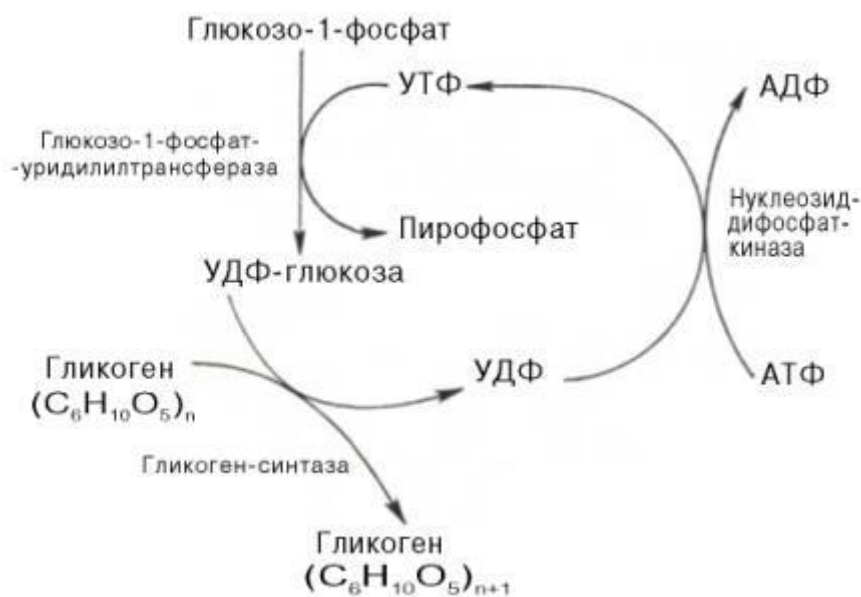 Глюкозо-1-фосфат
УТФ
АДФ
Глюкозо-1-фосфат-
-уридилилтрансфераза
Нуклеозид-
дифосфат-
киназа
Пирофосфат
УДФ-глюкоза
Гликоген
(C₆H₁₀O₅)ₙ
УДФ
АТФ
Гликоген-синтаза
Гликоген
(C₆H₁₀O₅)ₙ₊₁